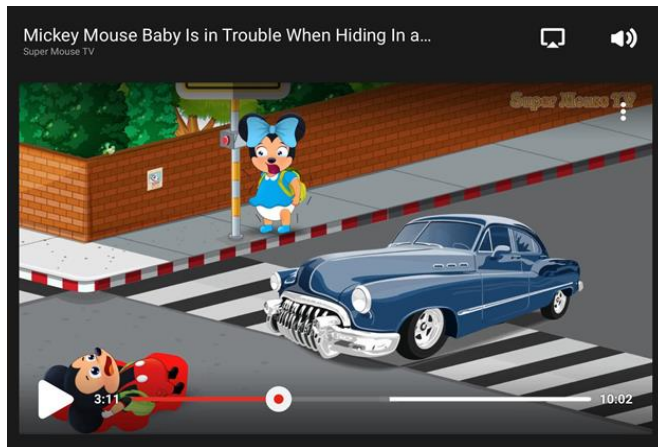 Mickey Mouse Baby Is in Trouble When Hiding In a...
Super Mouse TV
Super Mouse TV
3:11
10:02